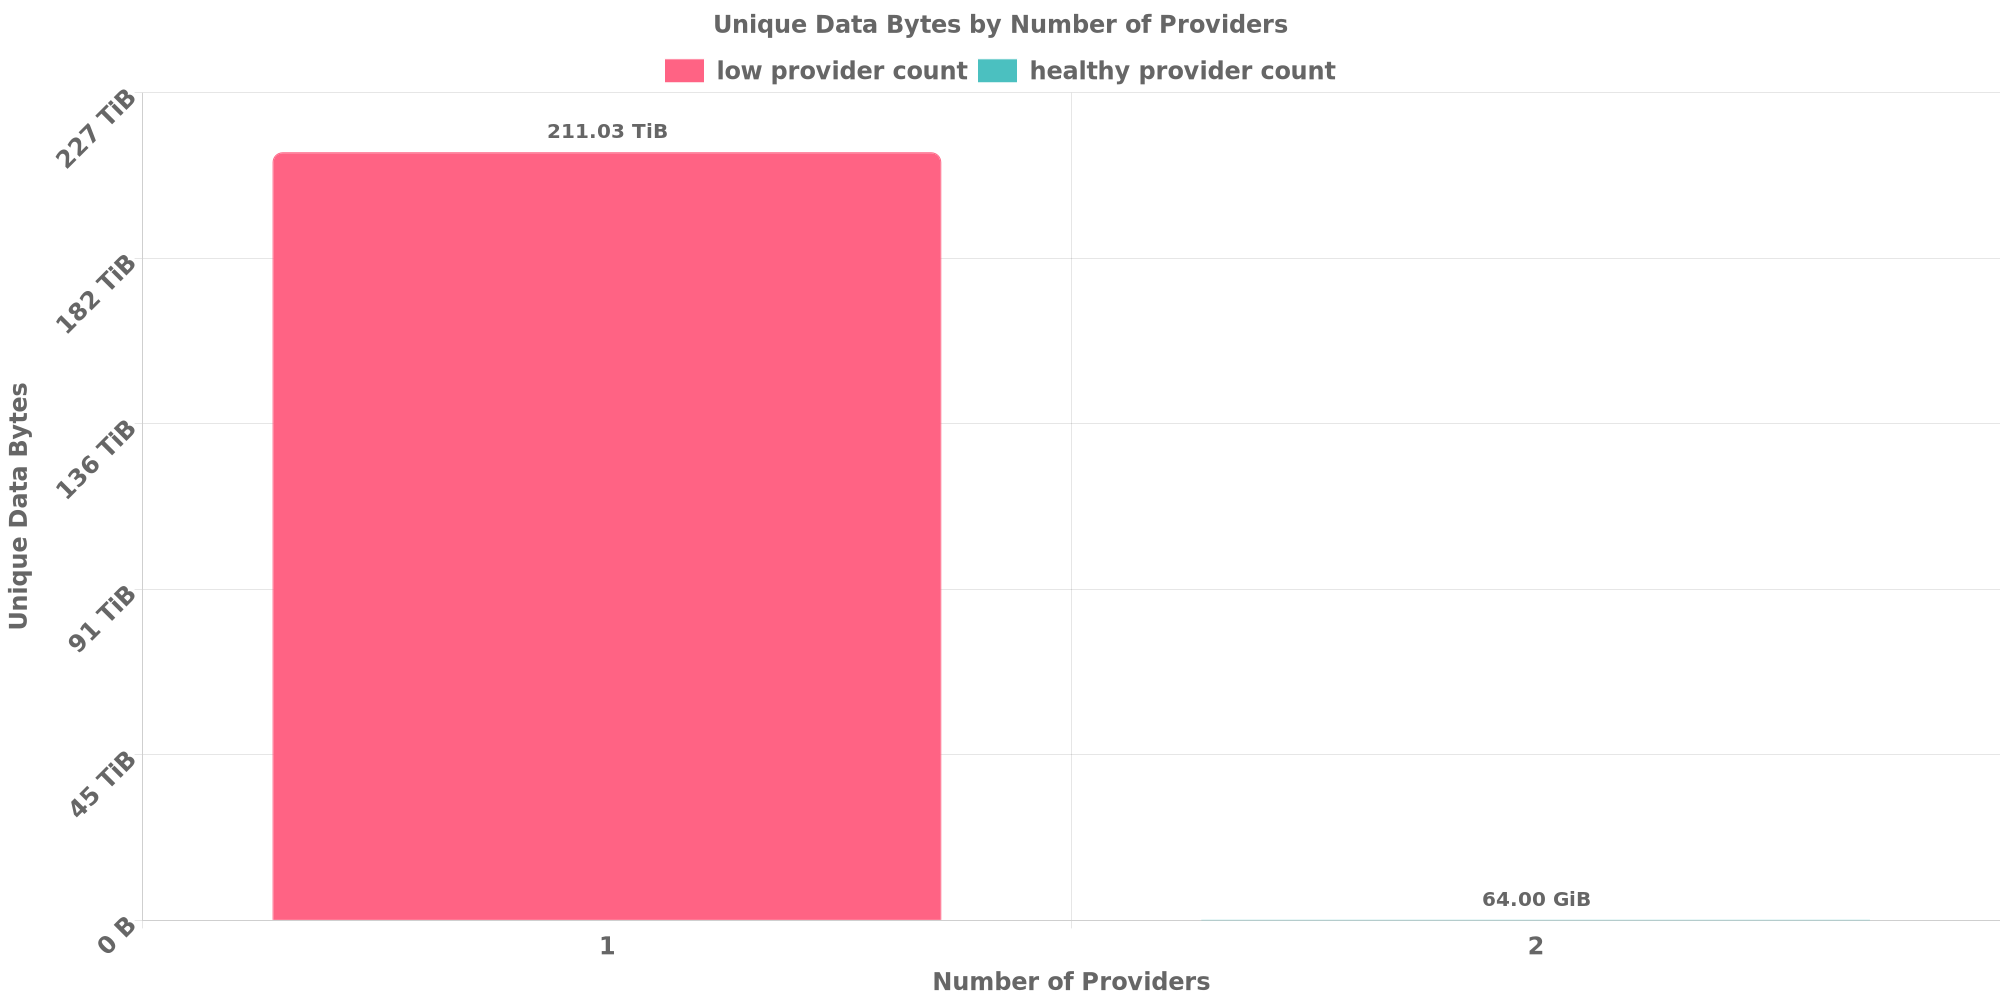 Unique Data Bytes by Number of Providers
low provider count healthy provider count
227 TiB
211.03 TiB
182 TiB
136 TiB
91 TiB
45 TiB
64.00 GiB
0 B
1 2
Number of Providers
Unique Data Bytes